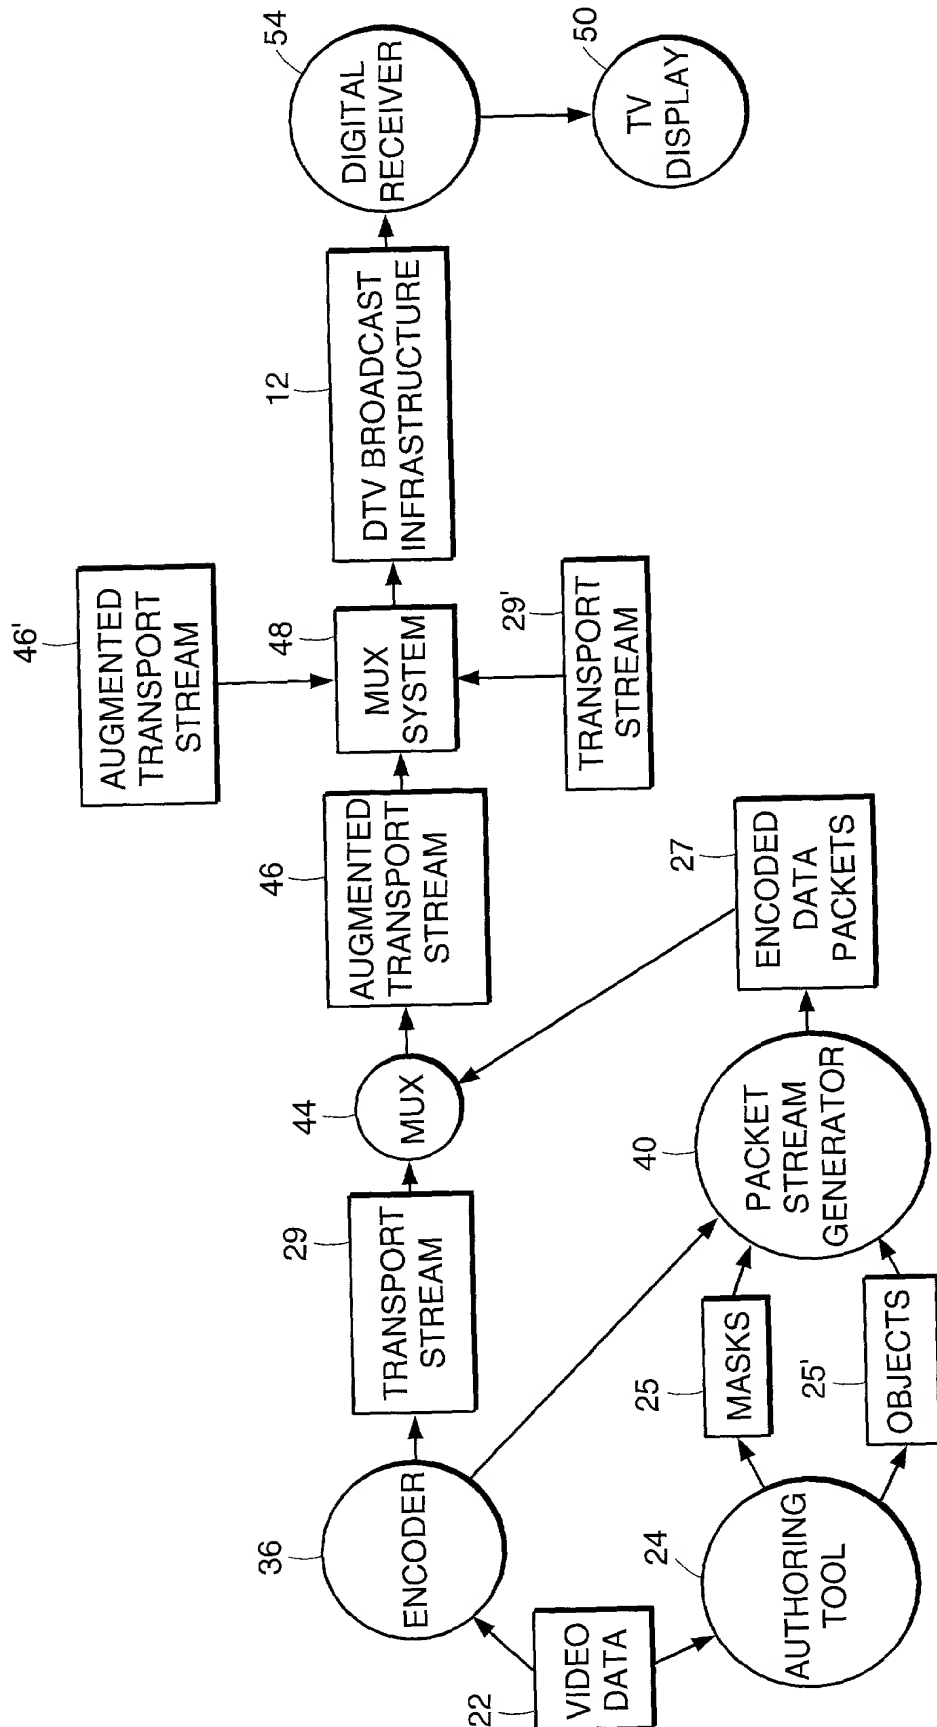 22
VIDEO
DATA
36
ENCODER
24
AUTHORING
TOOL
29
TRANSPORT
STREAM
25
MASKS
25'
OBJECTS
44
MUX
40
PACKET
STREAM
GENERATOR
46
AUGMENTED
TRANSPORT
STREAM
27
ENCODED
DATA
PACKETS
46'
AUGMENTED
TRANSPORT
STREAM
48
MUX
SYSTEM
29'
TRANSPORT
STREAM
12
DTV BROADCAST
INFRASTRUCTURE
54
DIGITAL
RECEIVER
50
TV
DISPLAY